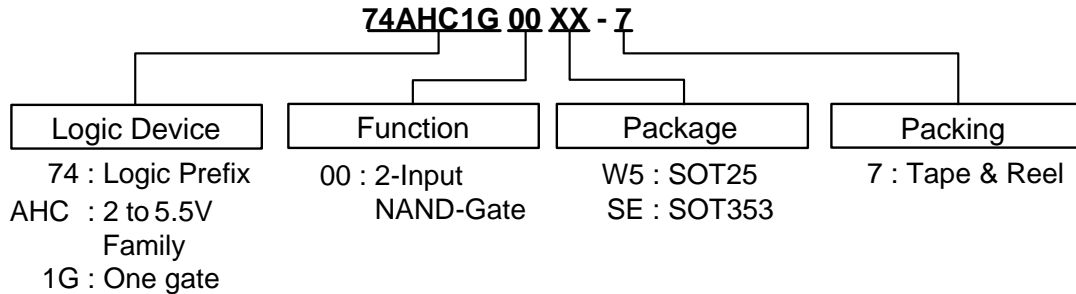 74AHC1G 00 XX - 7
Logic Device
74 : Logic Prefix
AHC : 2 to 5.5V
Family
1G : One gate
Function
00 : 2-Input
NAND-Gate
Package
W5 : SOT25
SE : SOT353
Packing
7 : Tape & Reel